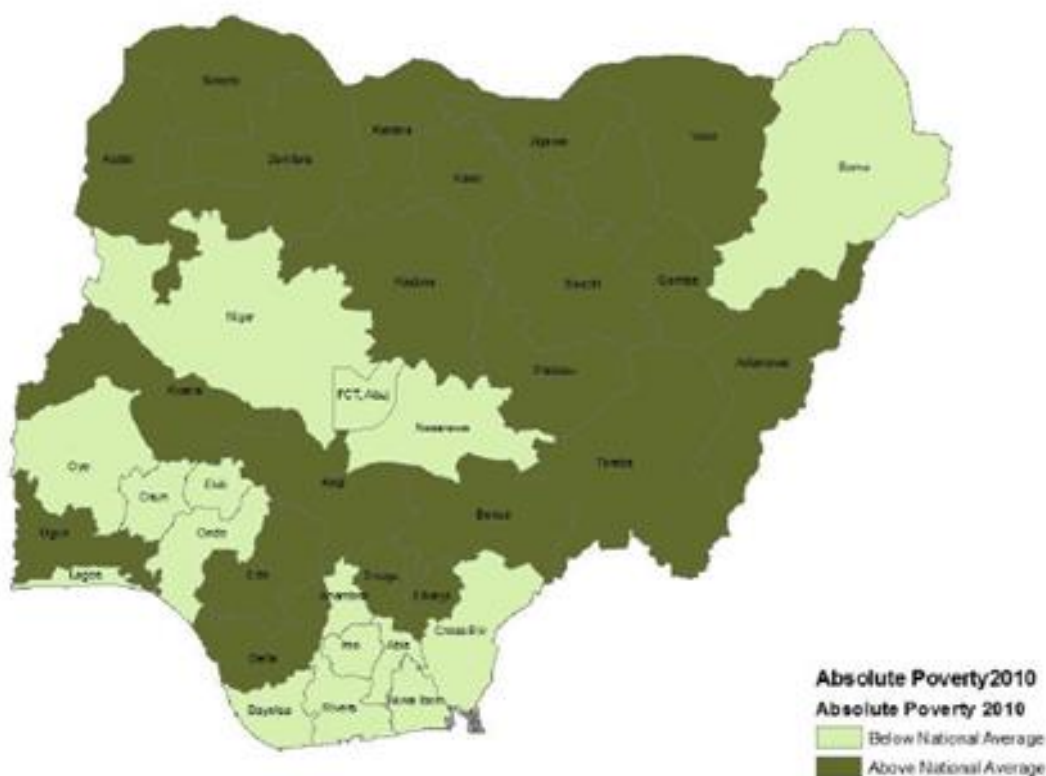 Sokoto
Katsina
Jigawa
Yobe
Kebbi
Zamfara
Kano
Borno
Kaduna
Bauchi
Gombe
Niger
Plateau
Adamawa
Kwara
FCT, Abuj
Nasarawa
Oyo
Taraba
Kogi
Osun
Ekiti
Benue
Ogun
Ondo
Lagos
Edo
Enugu
Anambra
Ebonyi
Cross Riv
Imo
Abia
Delta
Bayelsa
Rivers
Akwa Ibom
Absolute Poverty2010
Absolute Poverty 2010
Below National Average
Above National Average